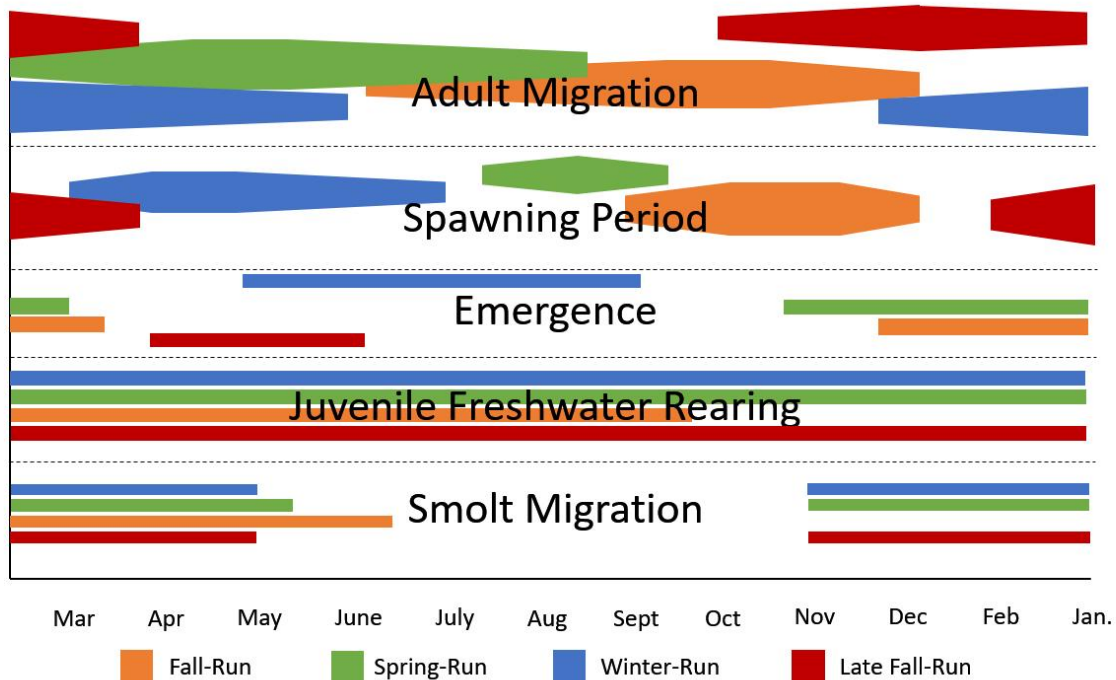 Adult Migration
Spawning Period
Emergence
Juvenile Freshwater Rearing
Smolt Migration
Mar Apr May June July Aug Sept Oct Nov Dec Feb Jan.
Fall-Run Spring-Run Winter-Run Late Fall-Run